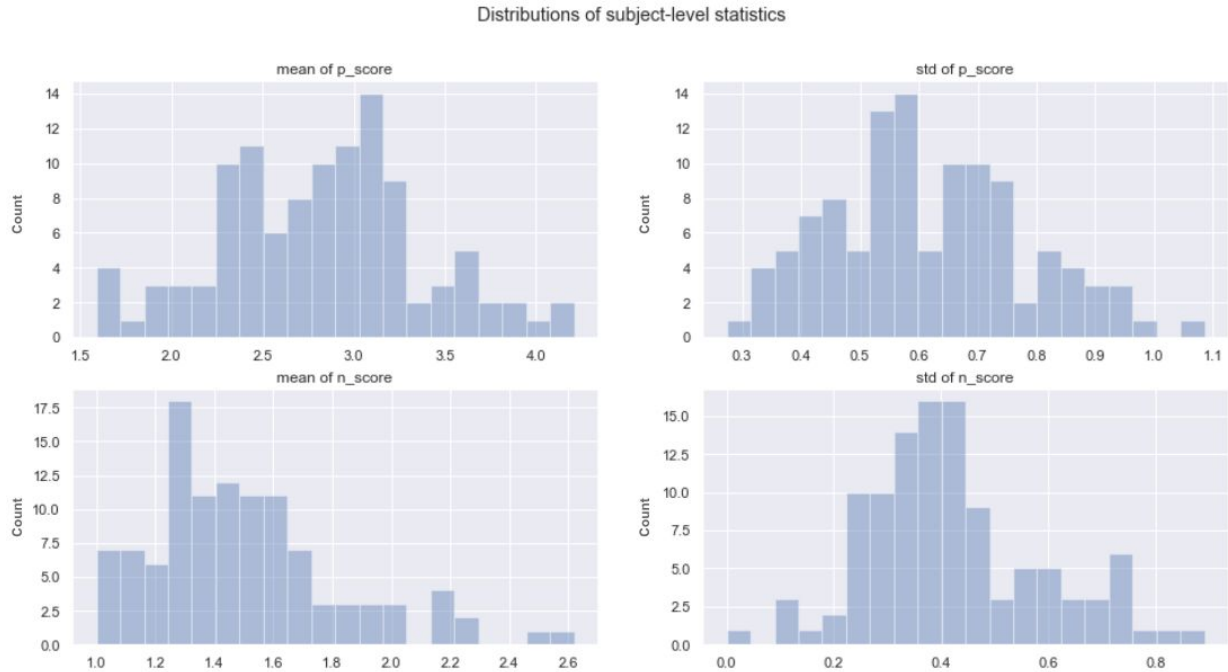 Distributions of subject-level statistics
mean of p_score
std of p_score
14
12
10
8
6
4
2
0
Count
1.5 2.0 2.5 3.0 3.5 4.0
14
12
10
8
6
4
2
0
Count
0.3 0.4 0.5 0.6 0.7 0.8 0.9 1.0 1.1
mean of n_score
std of n_score
17.5
15.0
12.5
10.0
7.5
5.0
2.5
0.0
Count
1.0 1.2 1.4 1.6 1.8 2.0 2.2 2.4 2.6
15.0
12.5
10.0
7.5
5.0
2.5
0.0
Count
0.0 0.2 0.4 0.6 0.8